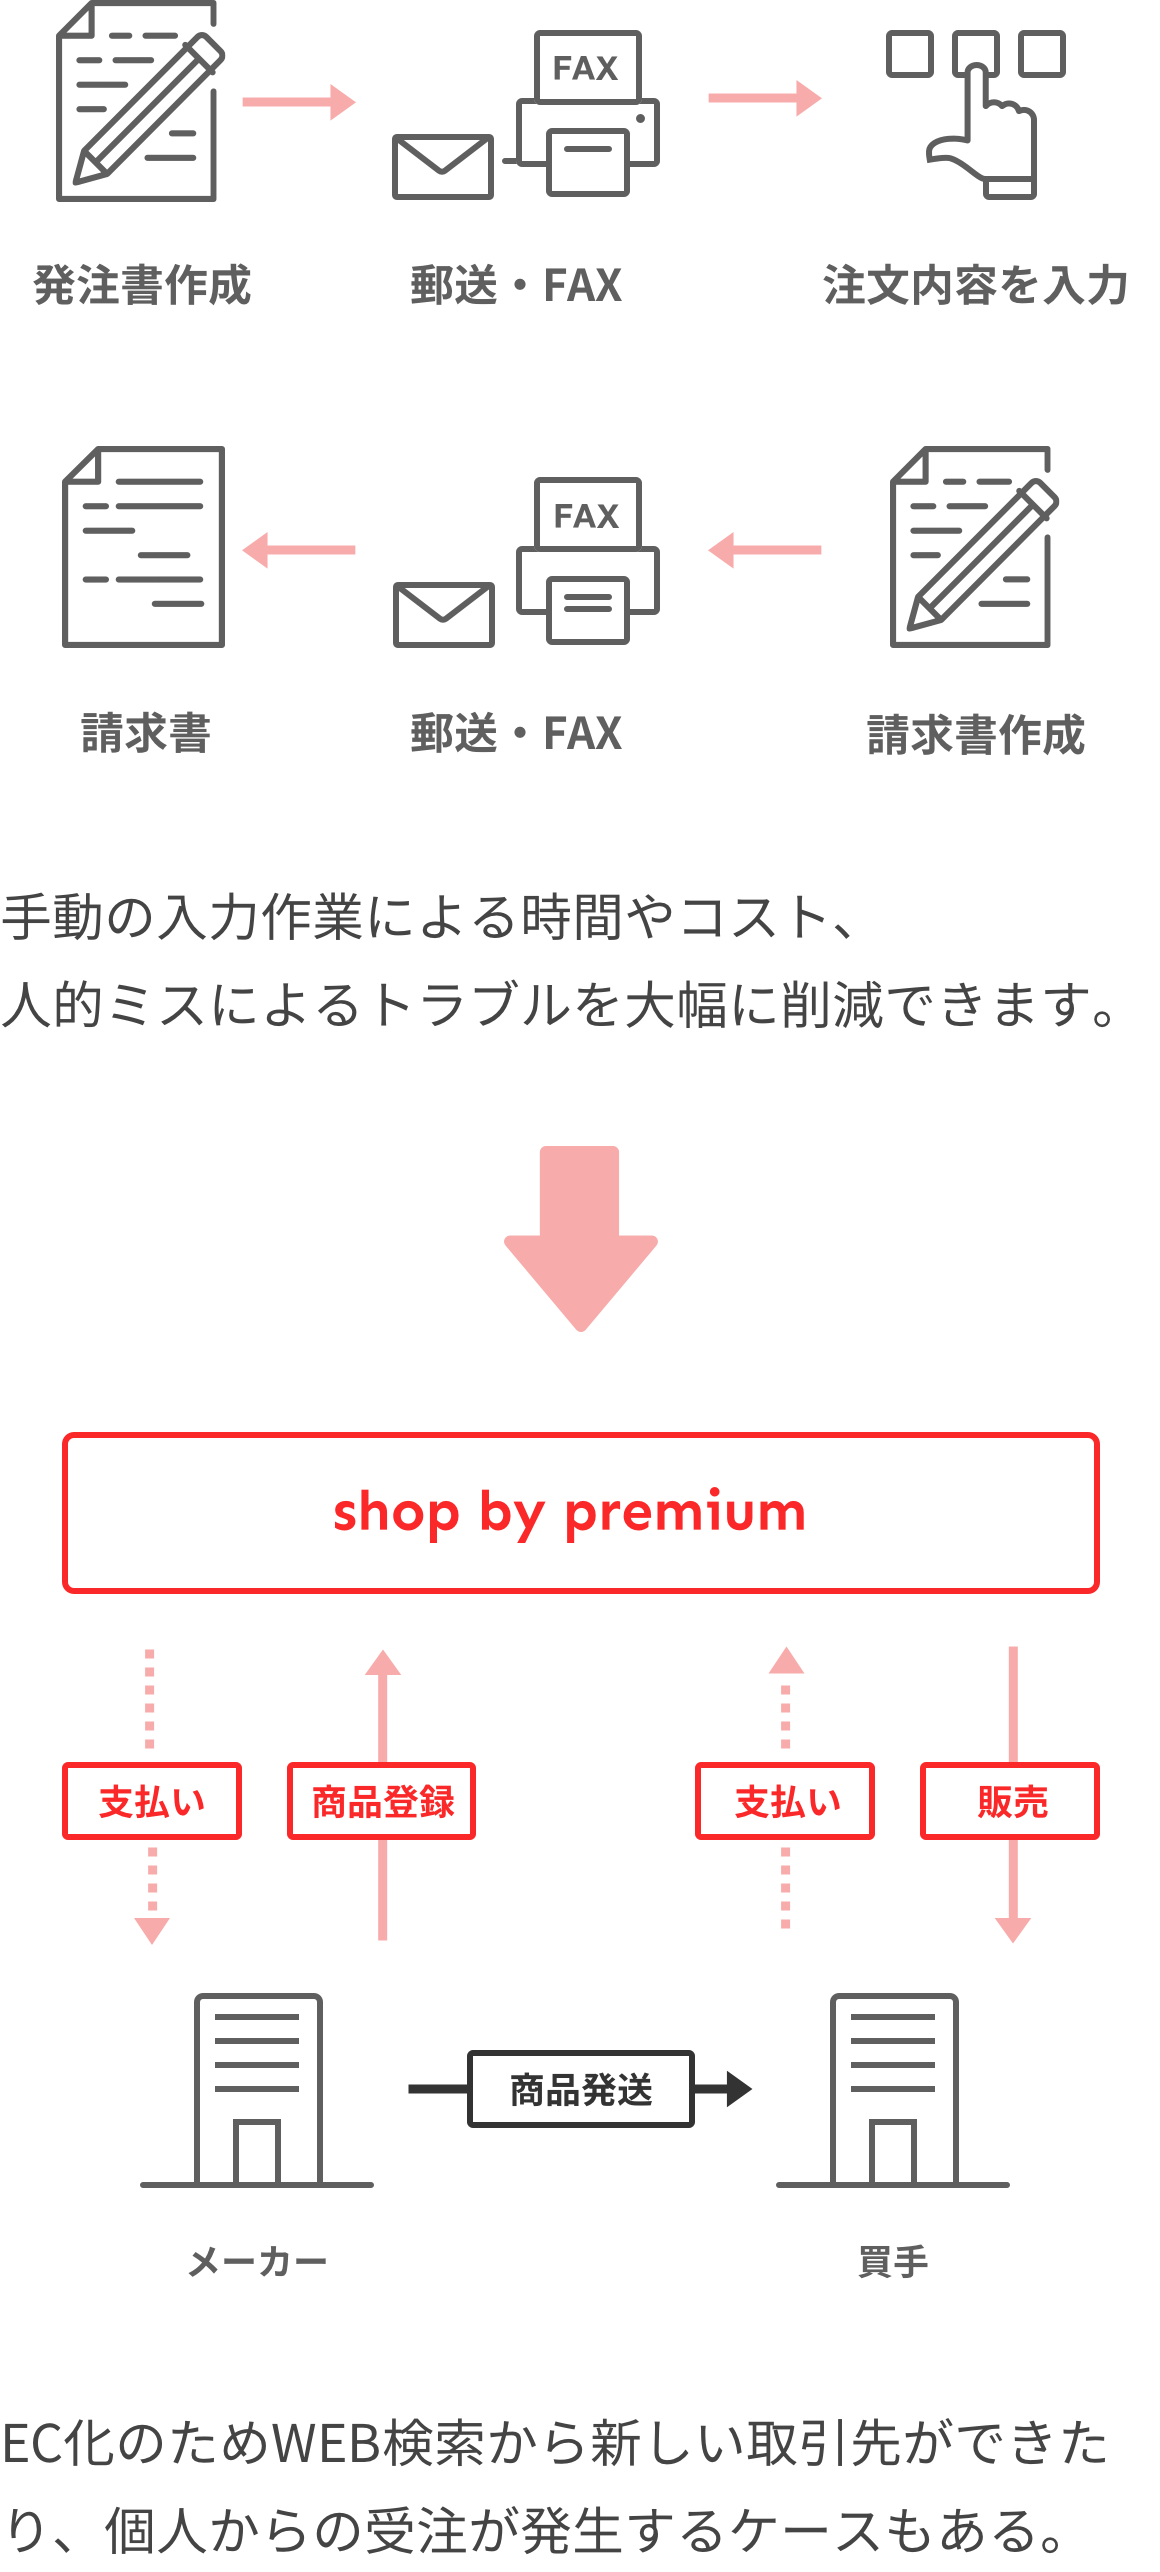 FAX
発注書作成
郵送・FAX
注文内容を入力
FAX
請求書
郵送・FAX
請求書作成
手動の入力作業による時間やコスト、
人的ミスによるトラブルを大幅に削減できます。
shop by premium
支払い
商品登録
支払い
販売
商品発送
メーカー
買手
EC化のためWEB検索から新しい取引先ができた
り、個人からの受注が発生するケースもある。